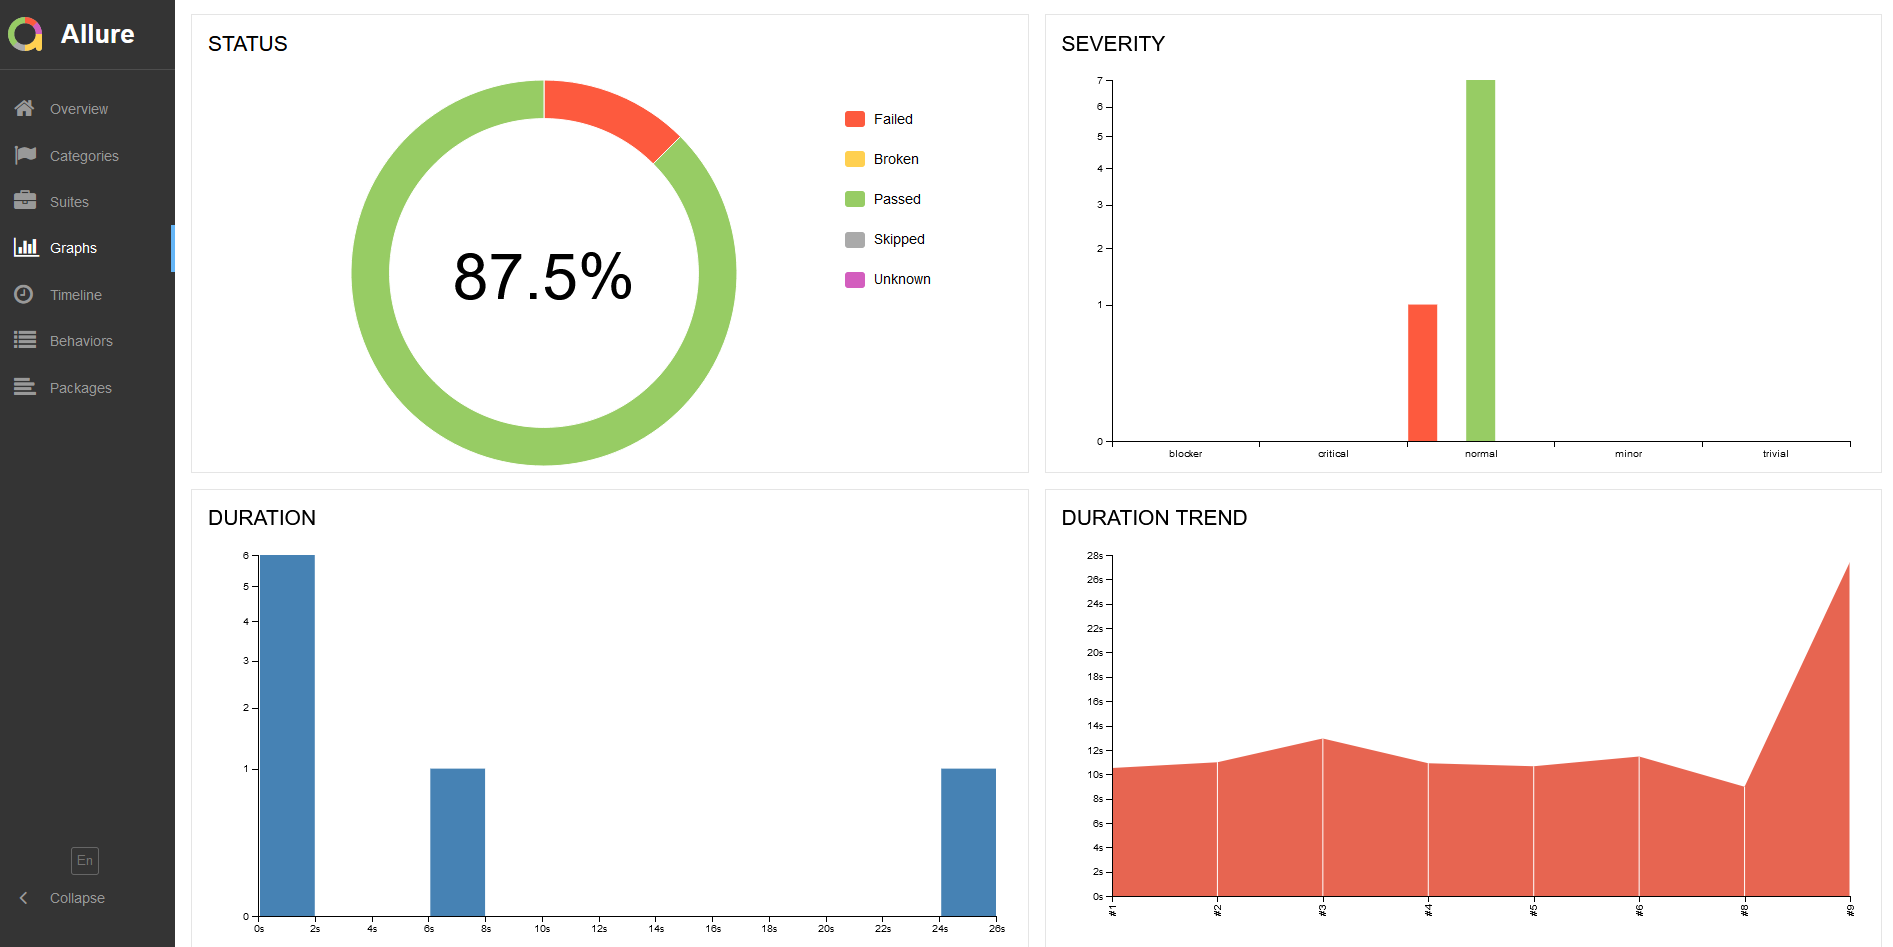 Allure
Overview
Categories
Suites
Graphs
Timeline
Behaviors
Packages
En
Collapse
STATUS
87.5%
Failed
Broken
Passed
Skipped
Unknown
SEVERITY
7
6
5
4
3
2
1
0
blocker critical normal minor trivial
DURATION
6
5
4
3
2
1
0
0s 2s 4s 6s 8s 10s 12s 14s 16s 18s 20s 22s 24s 26s
DURATION TREND
28s
26s
24s
22s
20s
18s
16s
14s
12s
10s
8s
6s
4s
2s
0s
#1 #2 #3 #4 #5 #6 #8 #9